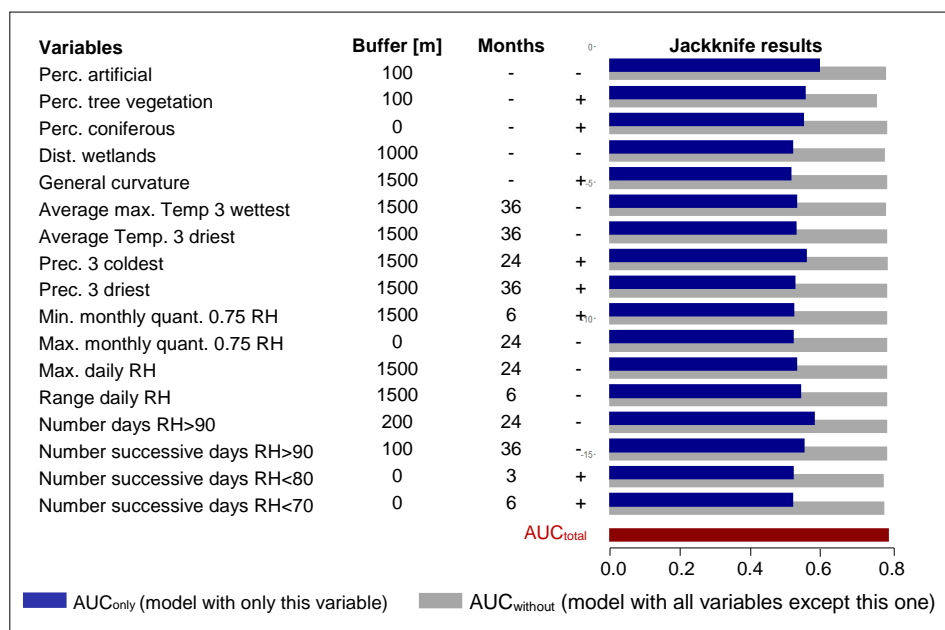 Variables Buffer [m] Months 0- Jackknife results
Perc. artificial 100 - -
Perc. tree vegetation 100 - +
Perc. coniferous 0 - +
Dist. wetlands 1000 - -
General curvature 1500 - + -5-
Average max. Temp 3 wettest 1500 36 -
Average Temp. 3 driest 1500 36 -
Prec. 3 coldest 1500 24 +
Prec. 3 driest 1500 36 +
Min. monthly quant. 0.75 RH 1500 6 + -10-
Max. monthly quant. 0.75 RH 0 24 -
Max. daily RH 1500 24 -
Range daily RH 1500 6 -
Number days RH>90 200 24 -
Number successive days RH>90 100 36 - -15-
Number successive days RH<80 0 3 +
Number successive days RH<70 0 6 +
AUCtotal
0.0 0.2 0.4 0.6 0.8
AUConly (model with only this variable) AUCwithout (model with all variables except this one)